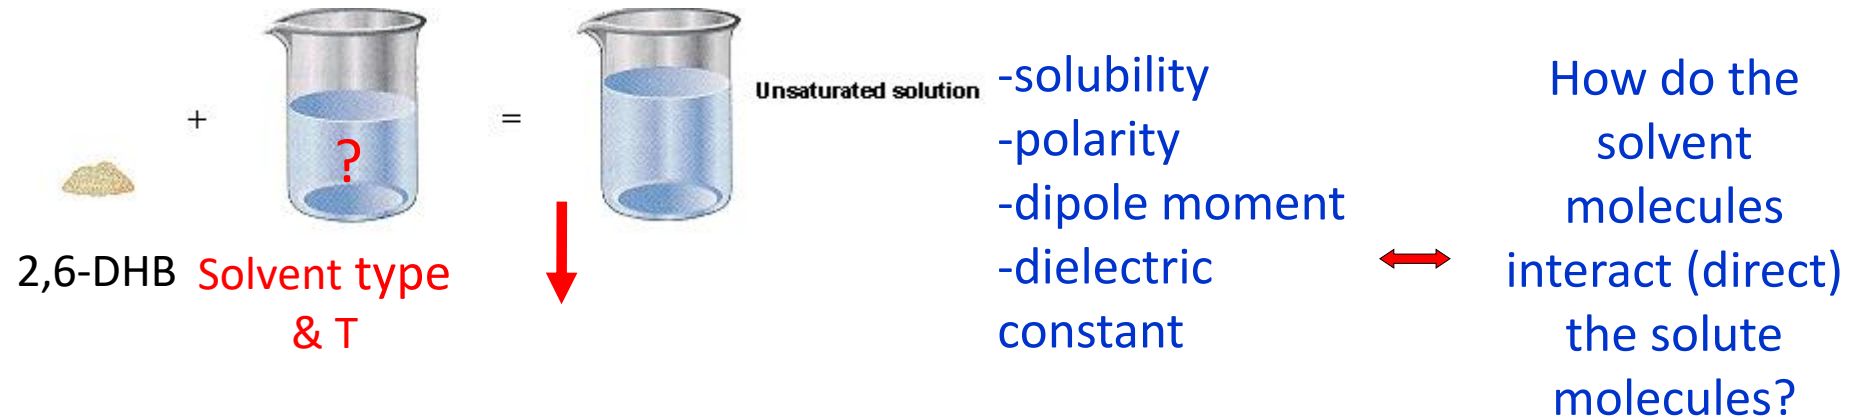 +
?
=
Unsaturated solution
2,6-DHB
Solvent type
& T
-solubility
-polarity
-dipole moment
-dielectric
constant
How do the
solvent
molecules
interact (direct)
the solute
molecules?